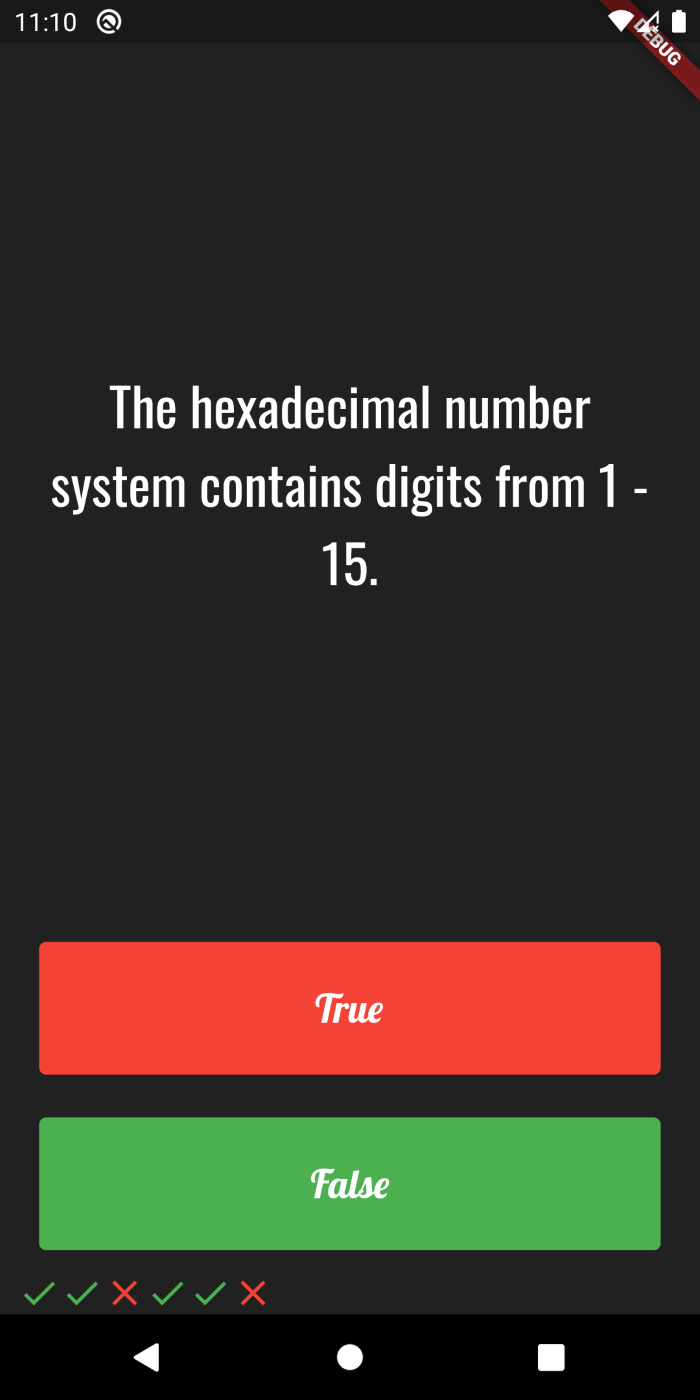 11:10
DEBUG
The hexadecimal number
system contains digits from 1 -
15.
True
False